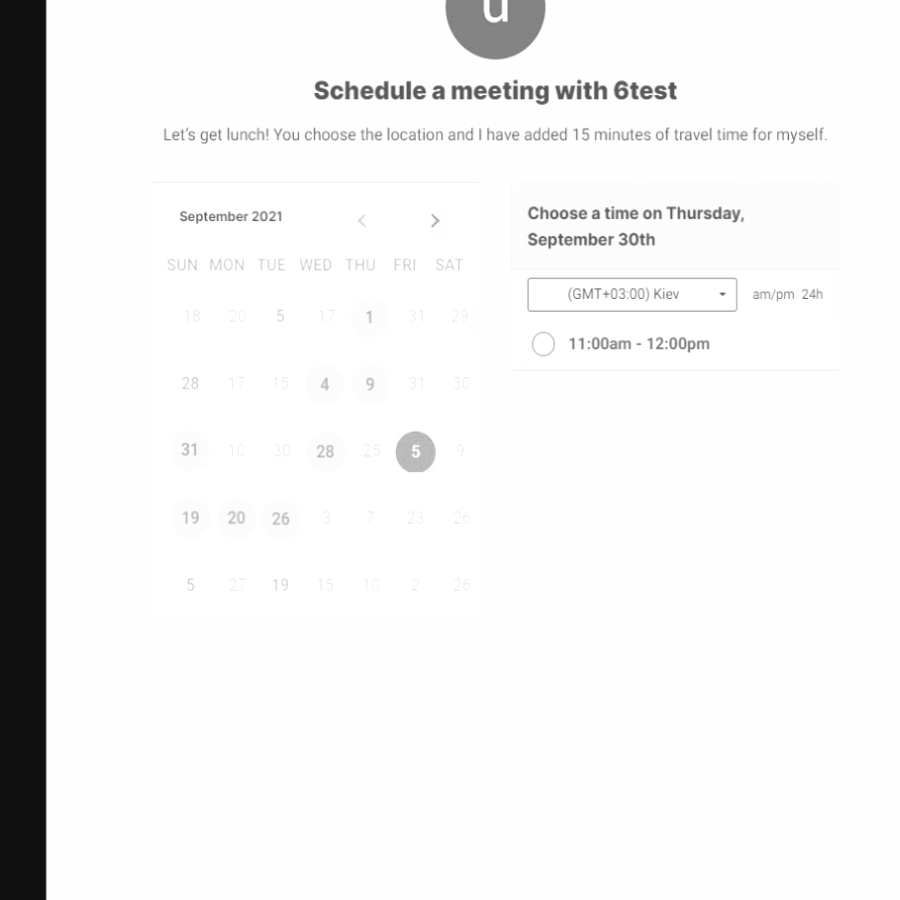 u
Schedule a meeting with 6test
Let's get lunch! You choose the location and I have added 15 minutes of travel time for myself.
September 2021
SUN MON TUE WED THU FRI SAT
18 20 5 17 1 31 29
28 17 15 4 9 31 30
31 10 30 28 25 5 9
19 20 26 3 7 23 26
5 27 19 15 10 2 26
Choose a time on Thursday,
September 30th
(GMT+03:00) Kiev am/pm 24h
11:00am - 12:00pm